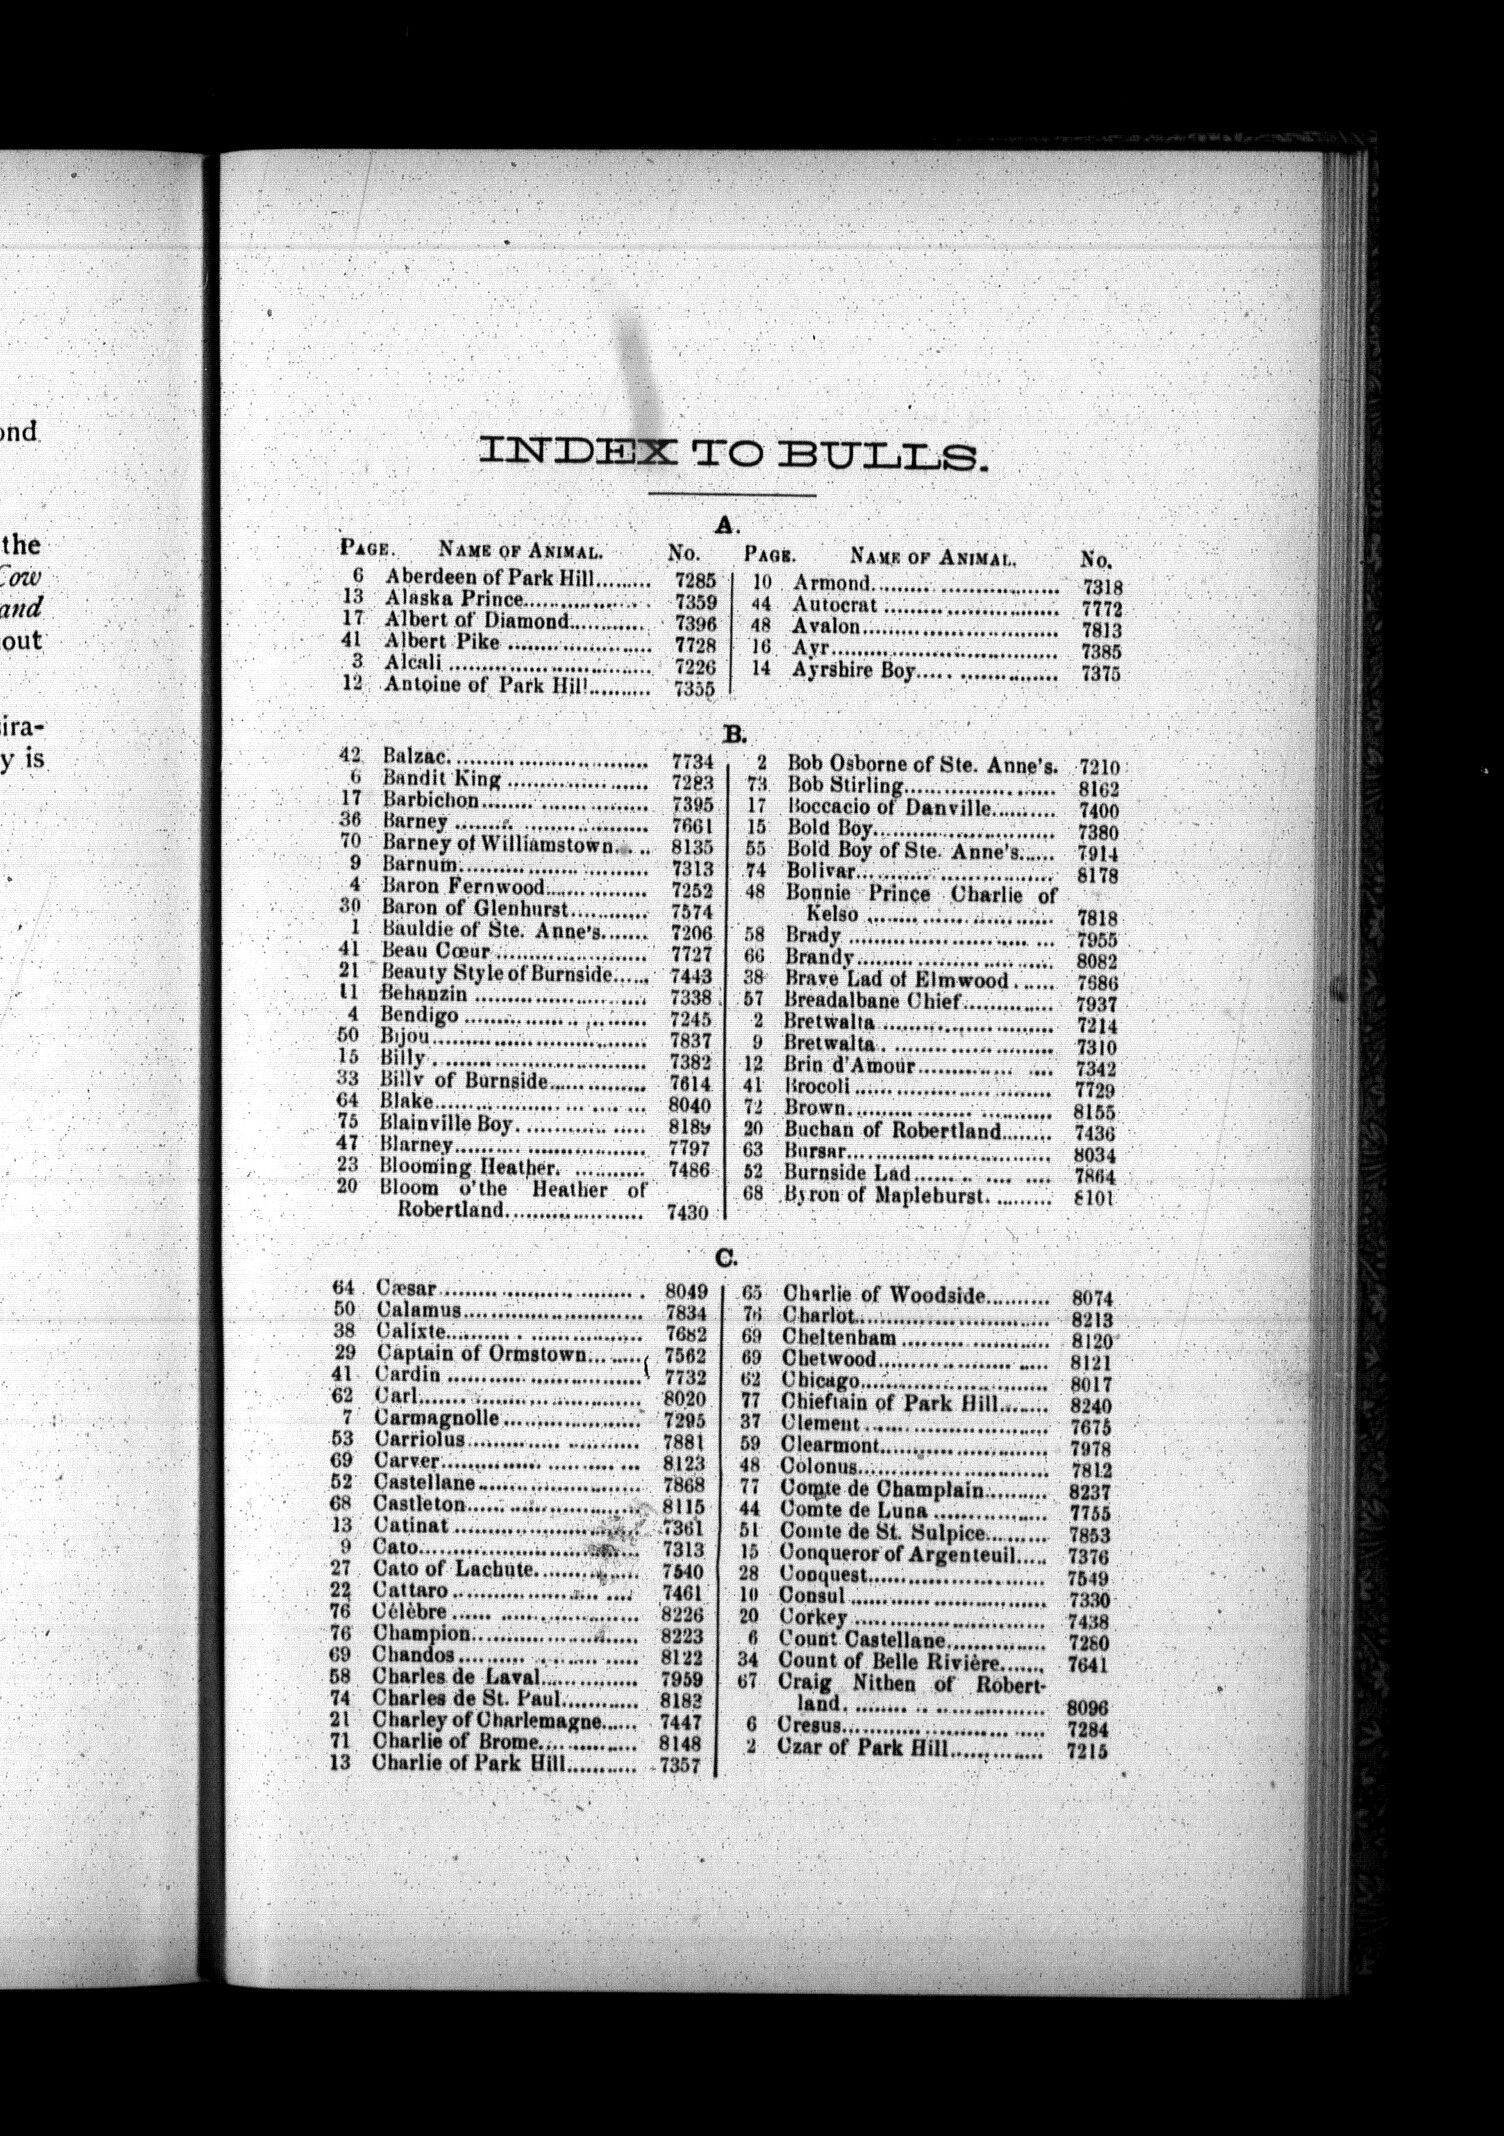 ond
the
Cow
and
out
sira-
y is
INDEX TO BULLS.
A.
PAGE. NAME OF ANIMAL. No.
6 Aberdeen of Park Hill......... 7285
13 Alaska Prince................. 7359
17 Albert of Diamond............ 7396
41 Albert Pike ..................... 7728
3 Alcali .............................. 7226
12 Antoine of Park Hill.......... 7355
PAGE. NAME OF ANIMAL. No.
10 Armond........................... 7318
44 Autocrat ......................... 7772
48 Avalon............................ 7813
16 Ayr................................ 7385
14 Ayrshire Boy.................... 7375
B.
42 Balzac............................ 7734
6 Bandit King .................... 7283
17 Barbichon....................... 7395
36 Barney ........................... 7661
70 Barney of Williamstown..... 8135
9 Barnum.......................... 7313
4 Baron Fernwood............... 7252
30 Baron of Glenhurst............ 7574
1 Bauldie of Ste. Anne's....... 7206
41 Beau Cœur ...................... 7727
21 Beauty Style of Burnside...... 7443
11 Behanzin ........................ 7338
4 Bendigo .......................... 7245
50 Bijou.............................. 7837
15 Billy .............................. 7382
33 Billy of Burnside............... 7614
64 Blake.............................. 8040
75 Blainville Boy.................. 8189
47 Blarney........................... 7797
23 Blooming Heather............. 7486
20 Bloom o'the Heather of
Robertland.................... 7430
2 Bob Osborne of Ste. Anne's. 7210
73 Bob Stirling..................... 8162
17 Boccacio of Danville.......... 7400
15 Bold Boy......................... 7380
55 Bold Boy of Ste. Anne's...... 7914
74 Bolivar........................... 8178
48 Bonnie Prince Charlie of
Kelso ........................... 7818
58 Brady ............................. 7955
66 Brandy............................ 8082
38 Brave Lad of Elmwood ...... 7686
57 Breadalbane Chief............. 7937
2 Bretwalta ........................ 7214
9 Bretwalta........................ 7310
12 Brin d'Amour................... 7342
41 Brocoli ........................... 7729
72 Brown............................ 8155
20 Buchan of Robertland........ 7436
63 Bursar............................ 8034
52 Burnside Lad................... 7864
68 Byron of Maplehurst.......... 8101
C.
64 Cæsar............................. 8049
50 Calamus.......................... 7834
38 Calixte........................... 7682
29 Captain of Ormstown......... 7562
41 Cardin ........................... 7732
62 Carl............................... 8020
7 Carmagnolle .................... 7295
53 Carriolus........................ 7881
69 Carver............................ 8123
52 Castellane....................... 7868
68 Castleton........................ 8115
13 Catinat .......................... 7361
9 Cato............................... 7313
27 Cato of Lachute................ 7540
22 Cattaro .......................... 7461
76 Célèbre .......................... 8226
76 Champion....................... 8223
69 Chandos......................... 8122
58 Charles de Laval.............. 7959
74 Charles de St. Paul........... 8182
21 Charley of Charlemagne...... 7447
71 Charlie of Brome.............. 8148
13 Charlie of Park Hill........... 7357
65 Charlie of Woodside.......... 8074
76 Charlot........................... 8213
69 Cheltenham ..................... 8120
69 Chetwood........................ 8121
62 Chicago.......................... 8017
77 Chieftain of Park Hill....... 8240
37 Clement.......................... 7675
59 Clearmont....................... 7978
48 Colonus.......................... 7812
77 Comte de Champlain......... 8237
44 Comte de Luna ................ 7755
51 Comte de St. Sulpice......... 7853
15 Conqueror of Argenteuil..... 7376
28 Conquest......................... 7549
10 Consul ........................... 7330
20 Corkey ........................... 7438
6 Count Castellane.............. 7280
34 Count of Belle Rivière....... 7641
67 Craig Nithen of Robert-
land............................ 8096
6 Cresus............................ 7284
2 Czar of Park Hill............. 7215